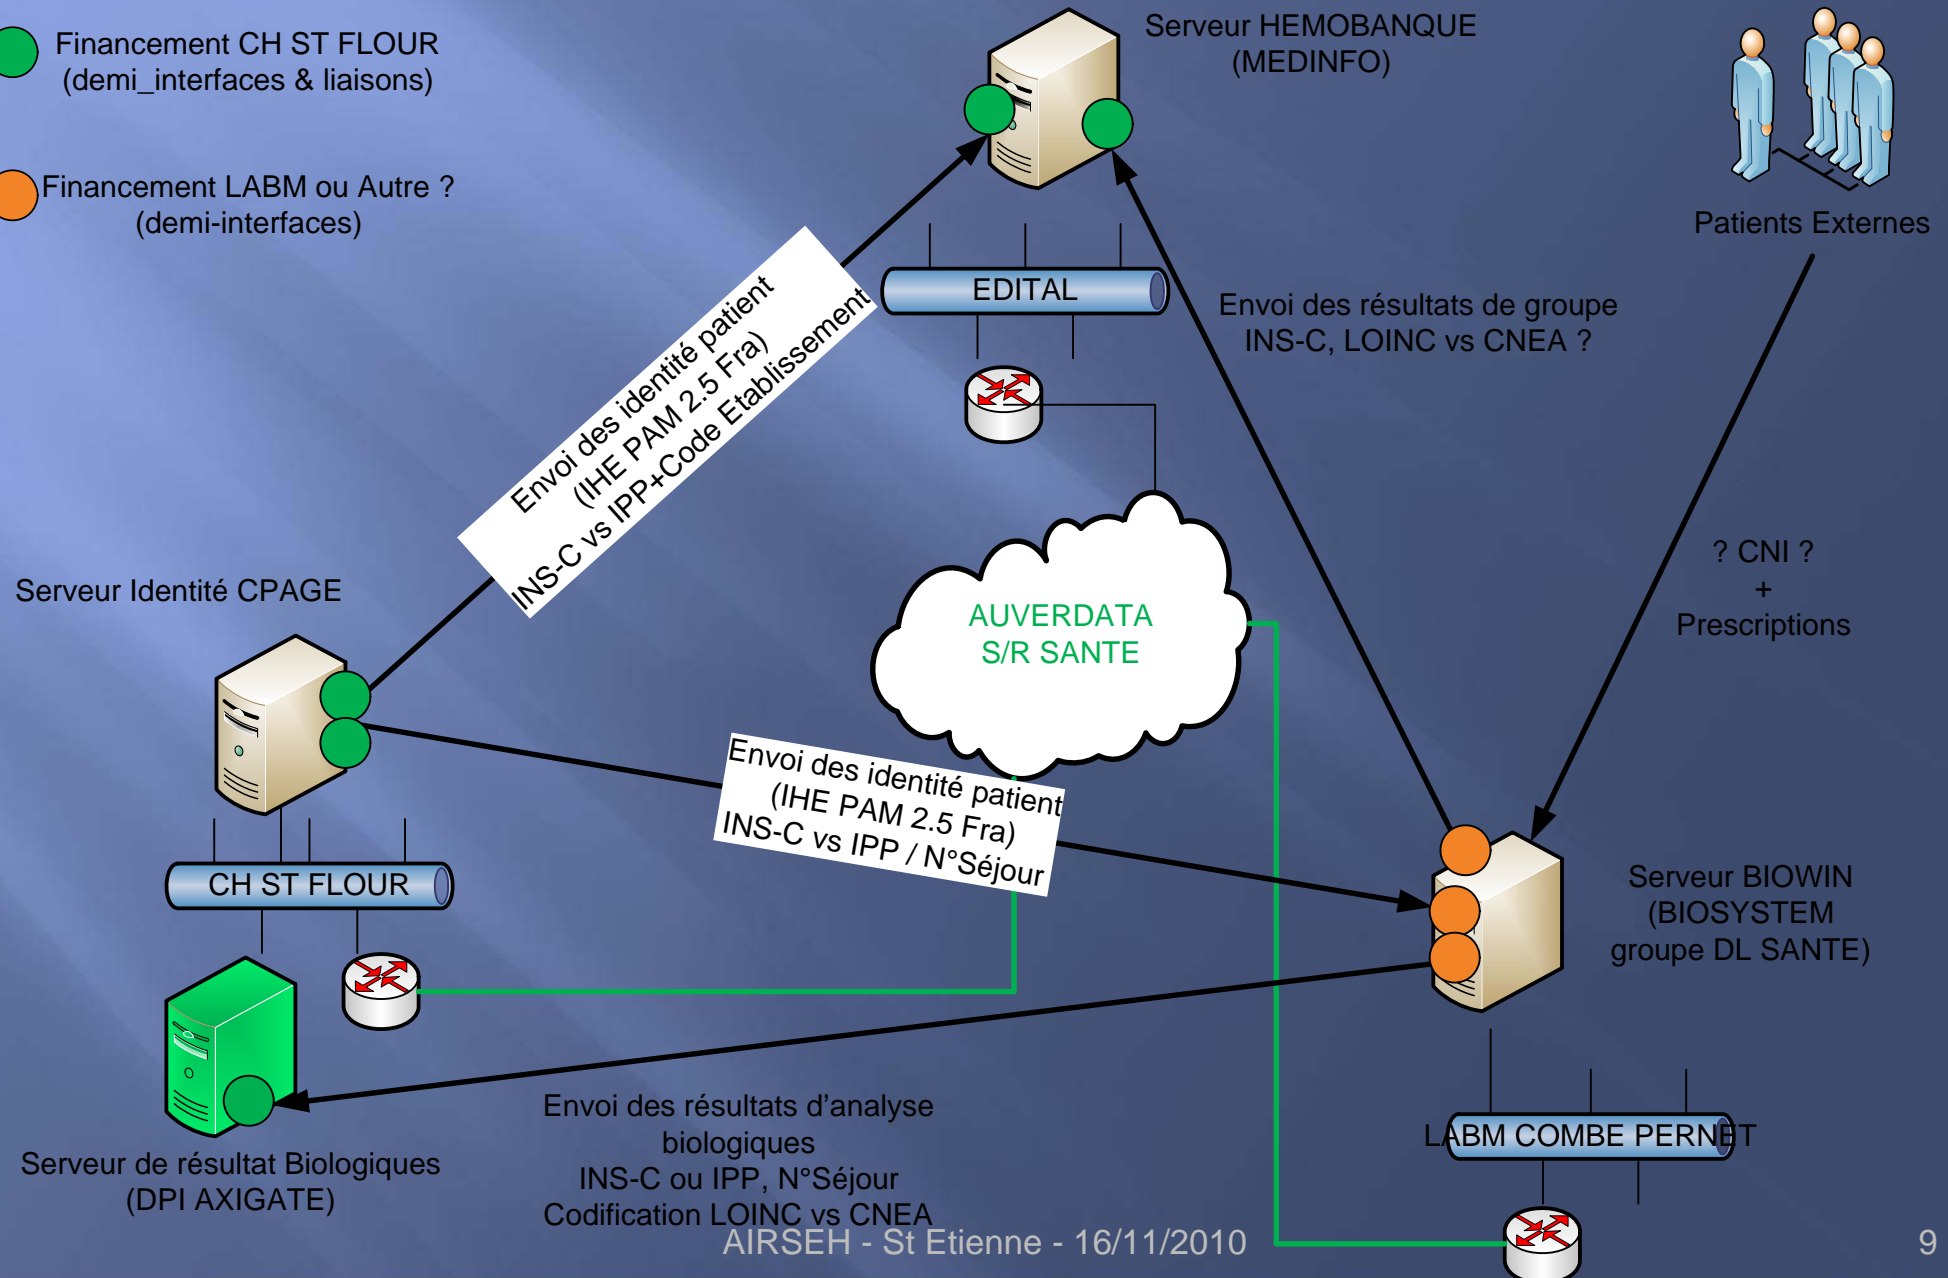 Financement CH ST FLOUR
(demi_interfaces & liaisons)
Financement LABM ou Autre ?
(demi-interfaces)
Serveur HEMOBANQUE
(MEDINFO)
Patients Externes
EDITAL
Envoi des résultats de groupe
INS-C, LOINC vs CNEA ?
Envoi des identité patient
(IHE PAM 2.5 Fra)
INS-C vs IPP+Code Etablissement
? CNI ?
+
Prescriptions
Serveur Identité CPAGE
AUVERDATA
S/R SANTE
Envoi des identité patient
(IHE PAM 2.5 Fra)
INS-C vs IPP / N°Séjour
CH ST FLOUR
Serveur BIOWIN
(BIOSYSTEM
groupe DL SANTE)
LABM COMBE PERNET
Serveur de résultat Biologiques
(DPI AXIGATE)
Envoi des résultats d’analyse
biologiques
INS-C ou IPP, N°Séjour
Codification LOINC vs CNEA
AIRSEH - St Etienne - 16/11/2010
9